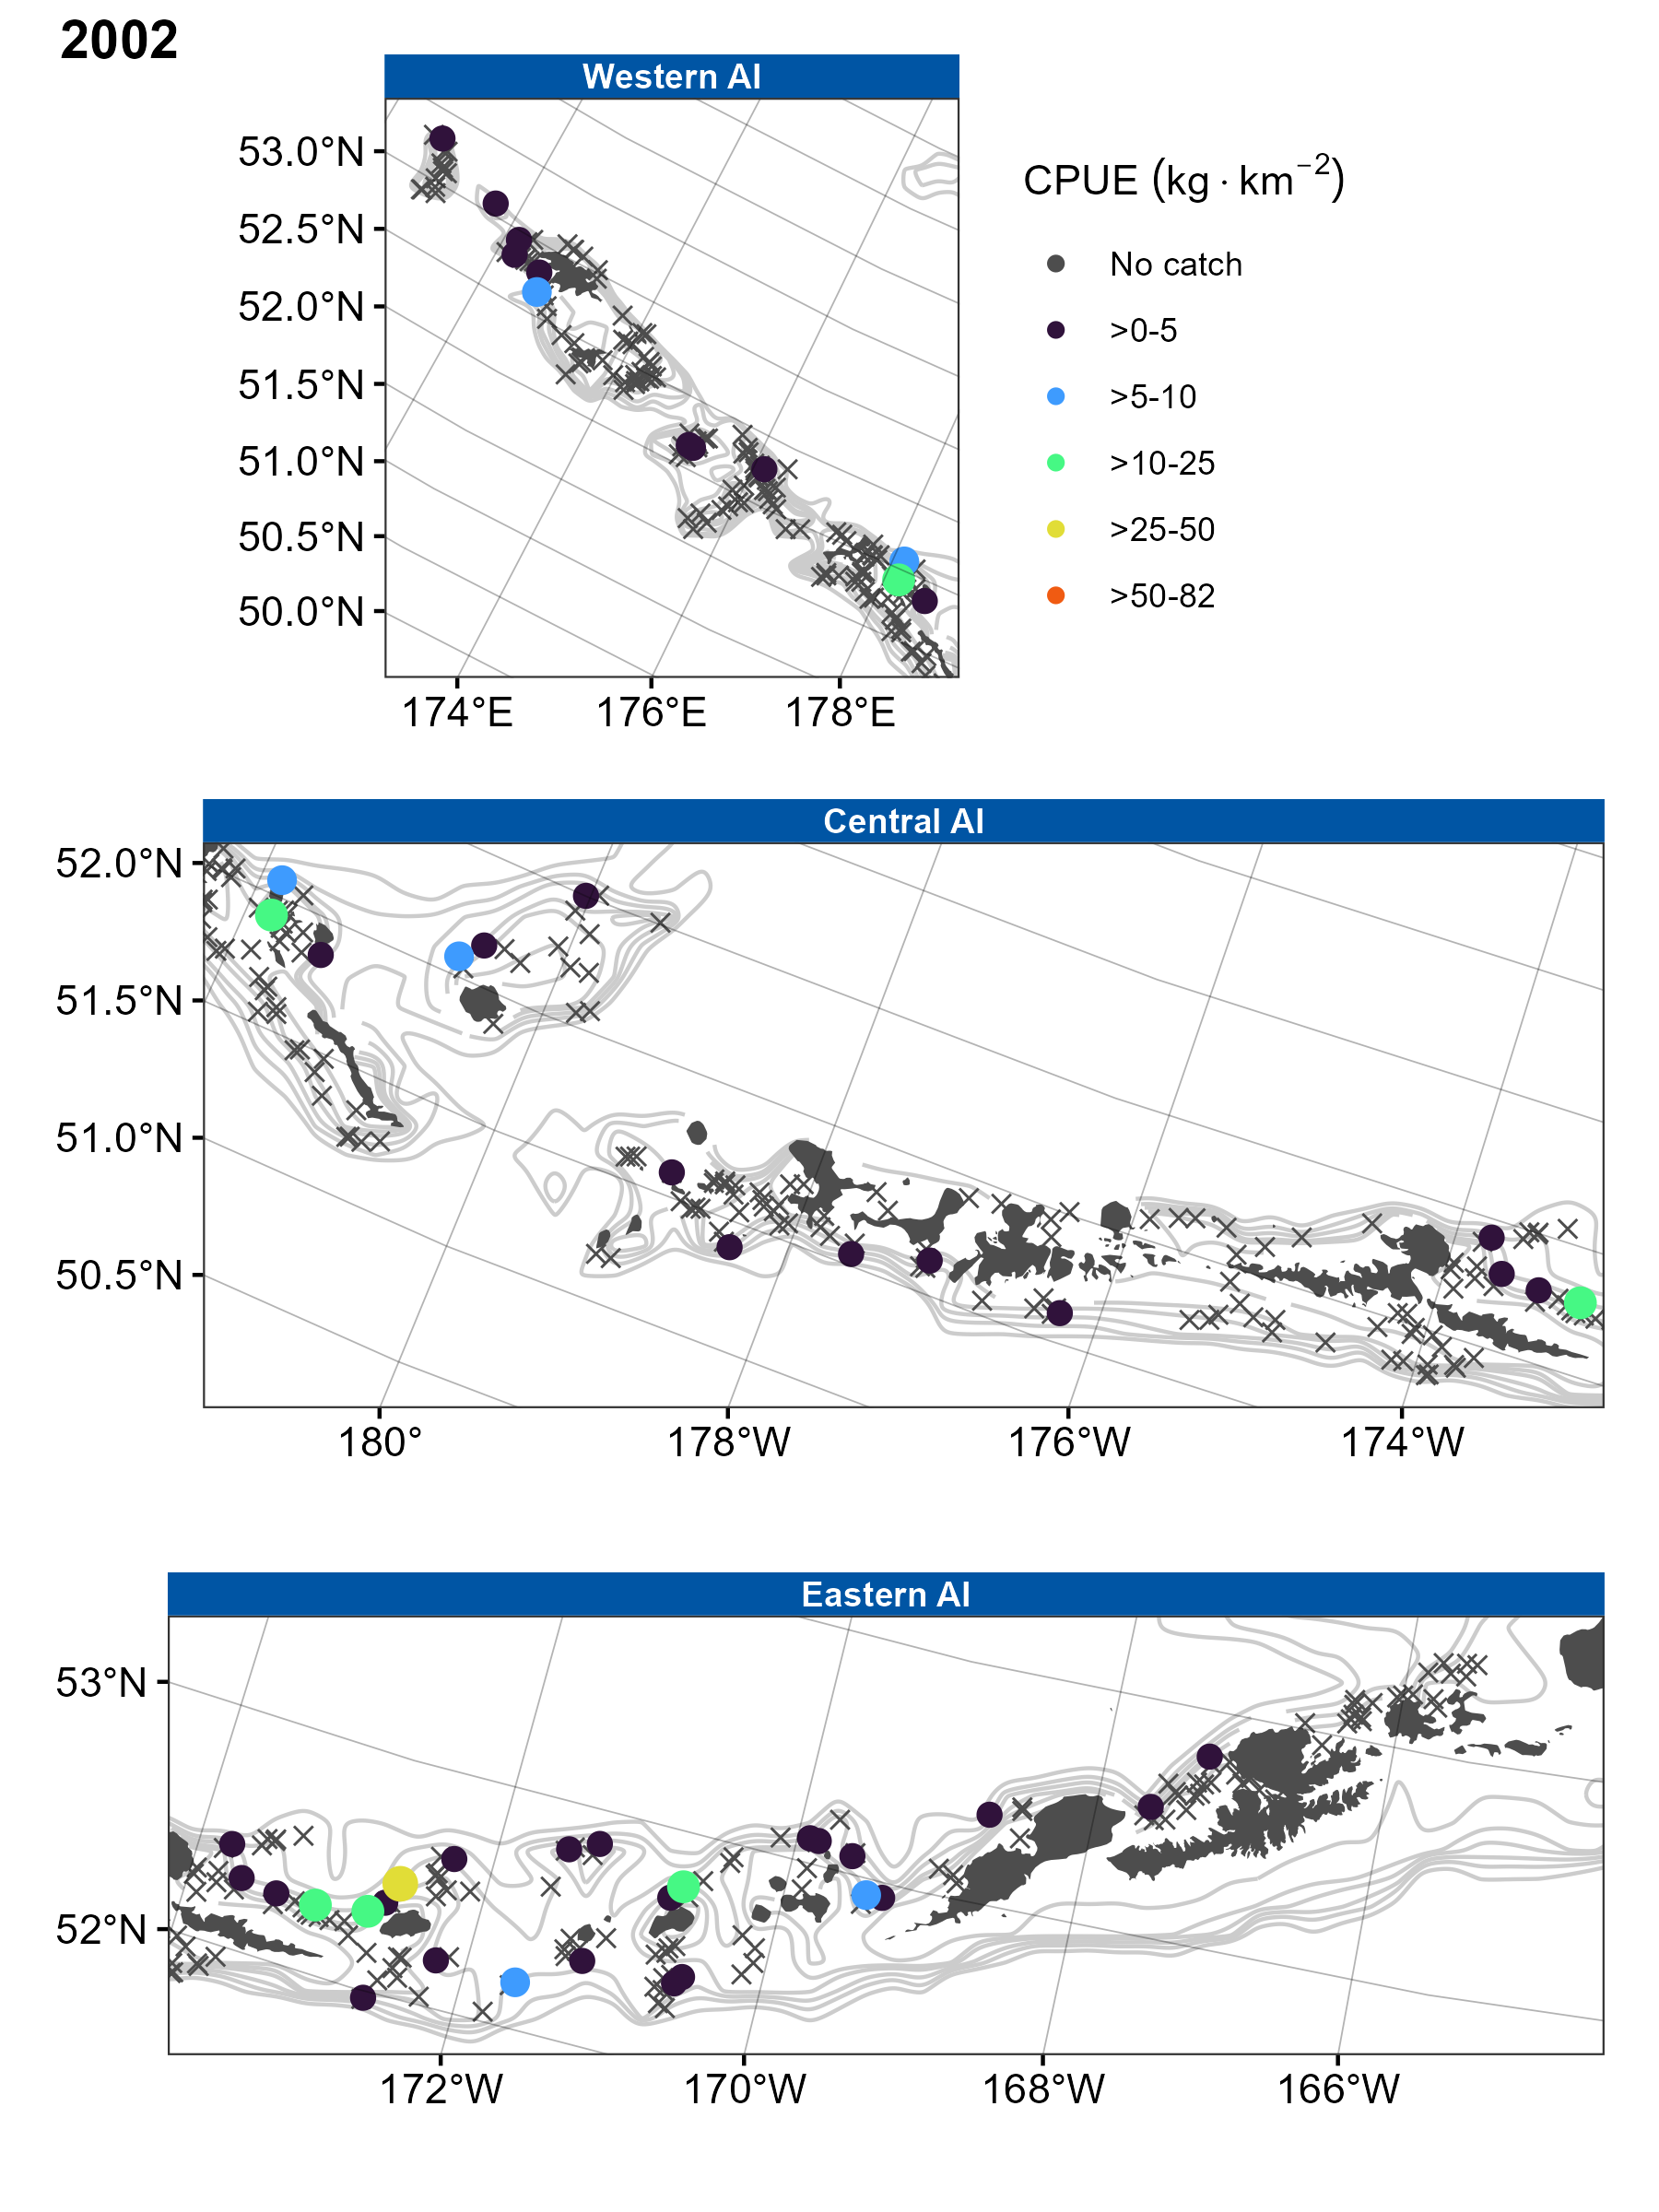 2002
Western AI
53.0°N
52.5°N
52.0°N
51.5°N
51.0°N
50.5°N
50.0°N
174°E 176°E 178°E
CPUE (kg · km⁻²)
No catch
>0-5
>5-10
>10-25
>25-50
>50-82
Central AI
52.0°N
51.5°N
51.0°N
50.5°N
180° 178°W 176°W 174°W
Eastern AI
53°N
52°N
172°W 170°W 168°W 166°W